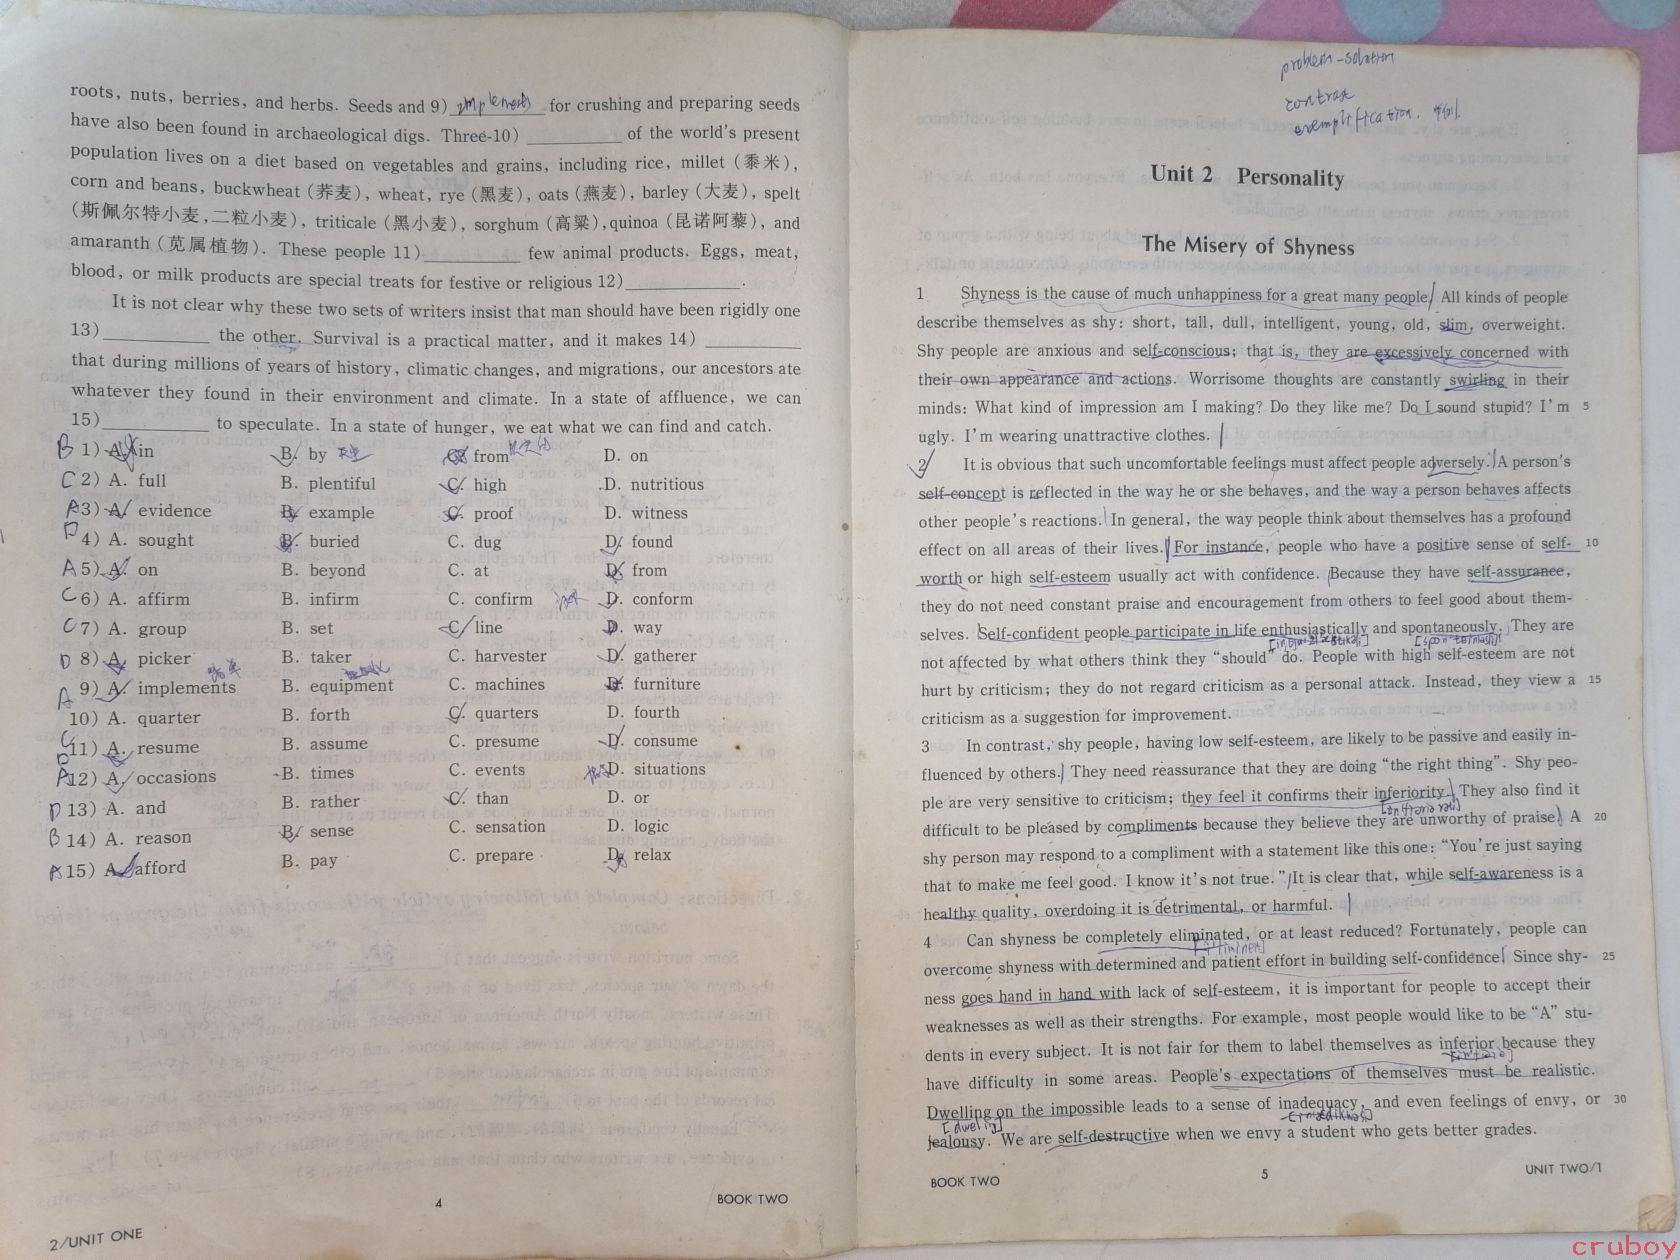 roots, nuts, berries, and herbs. Seeds and 9) implements for crushing and preparing seeds
have also been found in archaeological digs. Three-10) __________ of the world's present
population lives on a diet based on vegetables and grains, including rice, millet (黍米),
corn and beans, buckwheat (荞麦), wheat, rye (黑麦), oats (燕麦), barley (大麦), spelt
(斯佩尔特小麦,二粒小麦), triticale (黑小麦), sorghum (高粱),quinoa (昆诺阿藜), and
amaranth (苋属植物). These people 11)__________ few animal products. Eggs, meat,
blood, or milk products are special treats for festive or religious 12)____________.
It is not clear why these two sets of writers insist that man should have been rigidly one
13)___________ the other. Survival is a practical matter, and it makes 14) __________
that during millions of years of history, climatic changes, and migrations, our ancestors ate
whatever they found in their environment and climate. In a state of affluence, we can
15)___________ to speculate. In a state of hunger, we eat what we can find and catch.
B 1) A. in B. by C. from D. on
C 2) A. full B. plentiful C. high D. nutritious
A 3) A. evidence B. example C. proof D. witness
D 4) A. sought B. buried C. dug D. found
A 5) A. on B. beyond C. at D. from
C 6) A. affirm B. infirm C. confirm D. conform
C 7) A. group B. set C. line D. way
D 8) A. picker B. taker C. harvester D. gatherer
A 9) A. implements B. equipment C. machines D. furniture
C 10) A. quarter B. forth C. quarters D. fourth
D 11) A. resume B. assume C. presume D. consume
A 12) A. occasions B. times C. events D. situations
D 13) A. and B. rather C. than D. or
B 14) A. reason B. sense C. sensation D. logic
A 15) A. afford B. pay C. prepare D. relax
4
BOOK TWO
2/UNIT ONE
problem-solution
contrast
exemplification.
Unit 2 Personality
The Misery of Shyness
1 Shyness is the cause of much unhappiness for a great many people. All kinds of people
describe themselves as shy: short, tall, dull, intelligent, young, old, slim, overweight.
Shy people are anxious and self-conscious; that is, they are excessively concerned with
their own appearance and actions. Worrisome thoughts are constantly swirling in their
minds: What kind of impression am I making? Do they like me? Do I sound stupid? I'm 5
ugly. I'm wearing unattractive clothes.
2 It is obvious that such uncomfortable feelings must affect people adversely. A person's
self-concept is reflected in the way he or she behaves, and the way a person behaves affects
other people's reactions. In general, the way people think about themselves has a profound
effect on all areas of their lives. For instance, people who have a positive sense of self- 10
worth or high self-esteem usually act with confidence. Because they have self-assurance,
they do not need constant praise and encouragement from others to feel good about them-
selves. Self-confident people participate in life enthusiastically and spontaneously. They are
not affected by what others think they "should" do. People with high self-esteem are not
hurt by criticism; they do not regard criticism as a personal attack. Instead, they view a 15
criticism as a suggestion for improvement.
3 In contrast, shy people, having low self-esteem, are likely to be passive and easily in-
fluenced by others. They need reassurance that they are doing "the right thing". Shy peo-
ple are very sensitive to criticism; they feel it confirms their inferiority. They also find it
difficult to be pleased by compliments because they believe they are unworthy of praise. A 20
shy person may respond to a compliment with a statement like this one: "You're just saying
that to make me feel good. I know it's not true." It is clear that, while self-awareness is a
healthy quality, overdoing it is detrimental, or harmful.
4 Can shyness be completely eliminated, or at least reduced? Fortunately, people can
overcome shyness with determined and patient effort in building self-confidence. Since shy- 25
ness goes hand in hand with lack of self-esteem, it is important for people to accept their
weaknesses as well as their strengths. For example, most people would like to be "A" stu-
dents in every subject. It is not fair for them to label themselves as inferior because they
have difficulty in some areas. People's expectations of themselves must be realistic.
Dwelling on the impossible leads to a sense of inadequacy, and even feelings of envy, or 30
jealousy. We are self-destructive when we envy a student who gets better grades.
BOOK TWO
5
UNIT TWO/1
cruboy